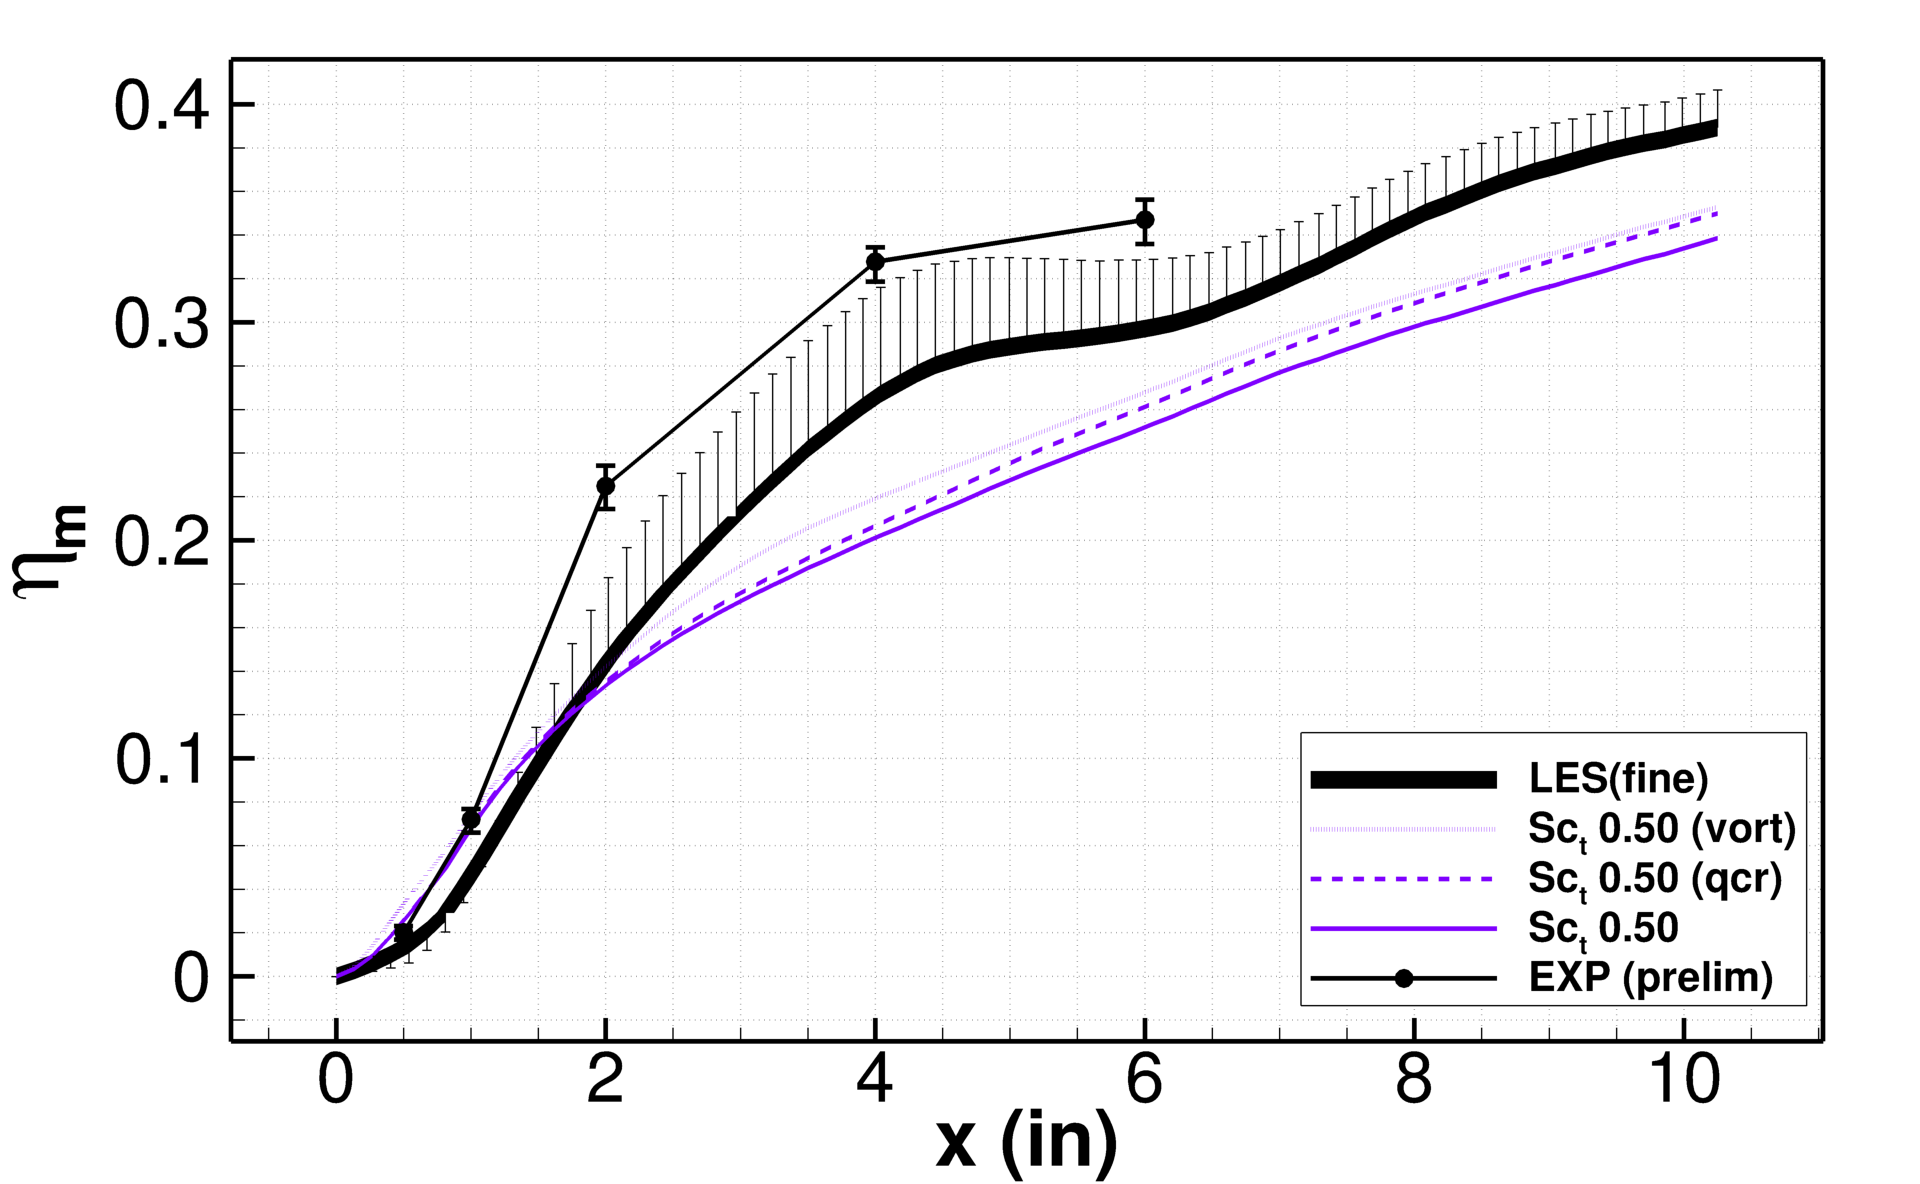 0.4
0.3
0.2
0.1
0
ηm
0 2 4 6 8 10
x (in)
LES(fine)
Sct 0.50 (vort)
Sct 0.50 (qcr)
Sct 0.50
EXP (prelim)